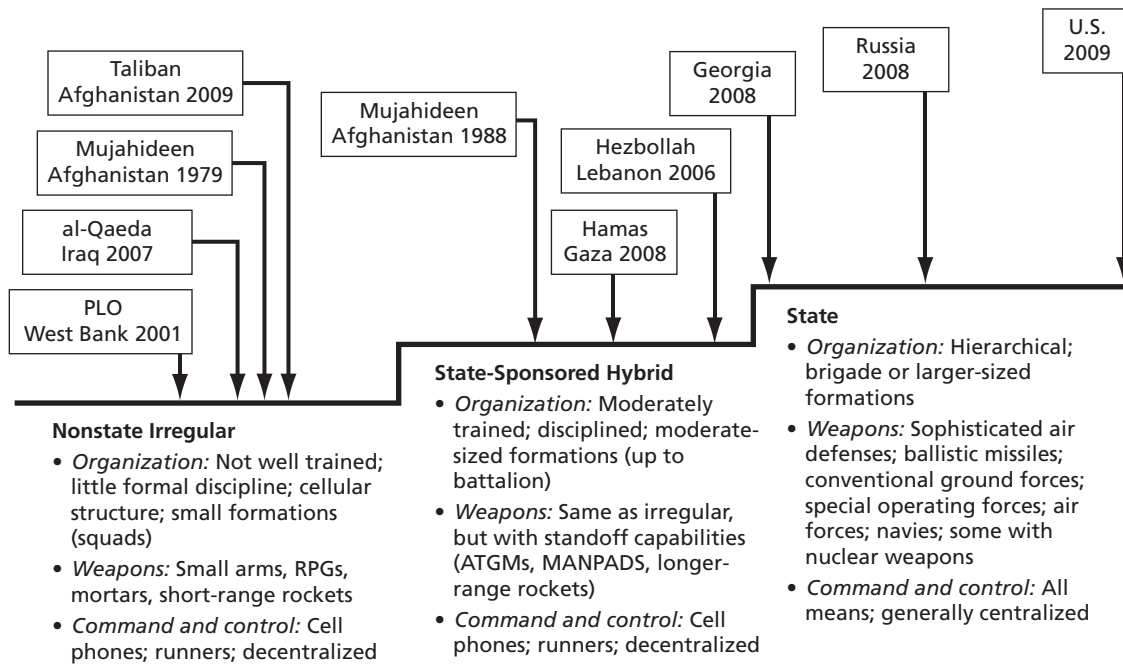 Taliban
Afghanistan 2009
Mujahideen
Afghanistan 1979
al-Qaeda
Iraq 2007
PLO
West Bank 2001
Mujahideen
Afghanistan 1988
Hamas
Gaza 2008
Hezbollah
Lebanon 2006
Georgia
2008
Russia
2008
U.S.
2009
Nonstate Irregular
• Organization: Not well trained;
little formal discipline; cellular
structure; small formations
(squads)
• Weapons: Small arms, RPGs,
mortars, short-range rockets
• Command and control: Cell
phones; runners; decentralized
State-Sponsored Hybrid
• Organization: Moderately
trained; disciplined; moderate-
sized formations (up to
battalion)
• Weapons: Same as irregular,
but with standoff capabilities
(ATGMs, MANPADS, longer-
range rockets)
• Command and control: Cell
phones; runners; decentralized
State
• Organization: Hierarchical;
brigade or larger-sized
formations
• Weapons: Sophisticated air
defenses; ballistic missiles;
conventional ground forces;
special operating forces; air
forces; navies; some with
nuclear weapons
• Command and control: All
means; generally centralized